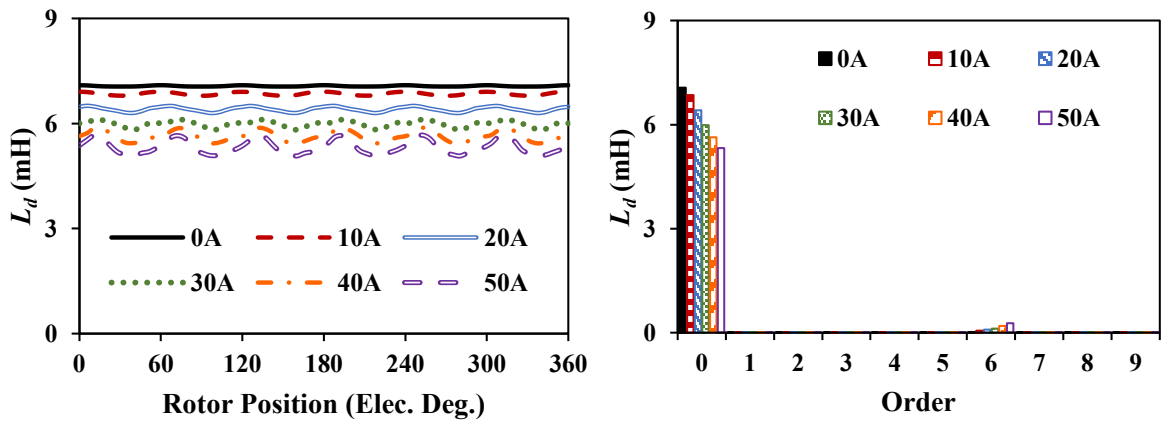 9
6
3
0
L_d (mH)
0A 10A 20A
30A 40A 50A
0 60 120 180 240 300 360
Rotor Position (Elec. Deg.)
9
6
3
0
L_d (mH)
0A 10A 20A
30A 40A 50A
0 1 2 3 4 5 6 7 8 9
Order